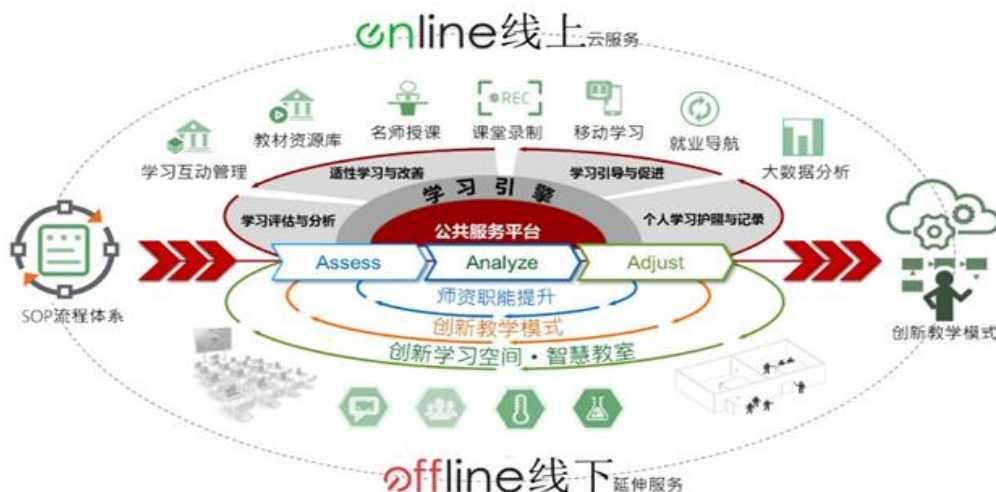 online线上云服务
学习互动管理
教材资源库
名师授课
REC
课堂录制
移动学习
就业导航
大数据分析
适性学习与改善
学习引导与促进
学习评估与分析
学习引擎
个人学习护照与记录
公共服务平台
Assess
Analyze
Adjust
SOP流程体系
师资职能提升
创新教学模式
创新学习空间·智慧教室
创新教学模式
offline线下延伸服务